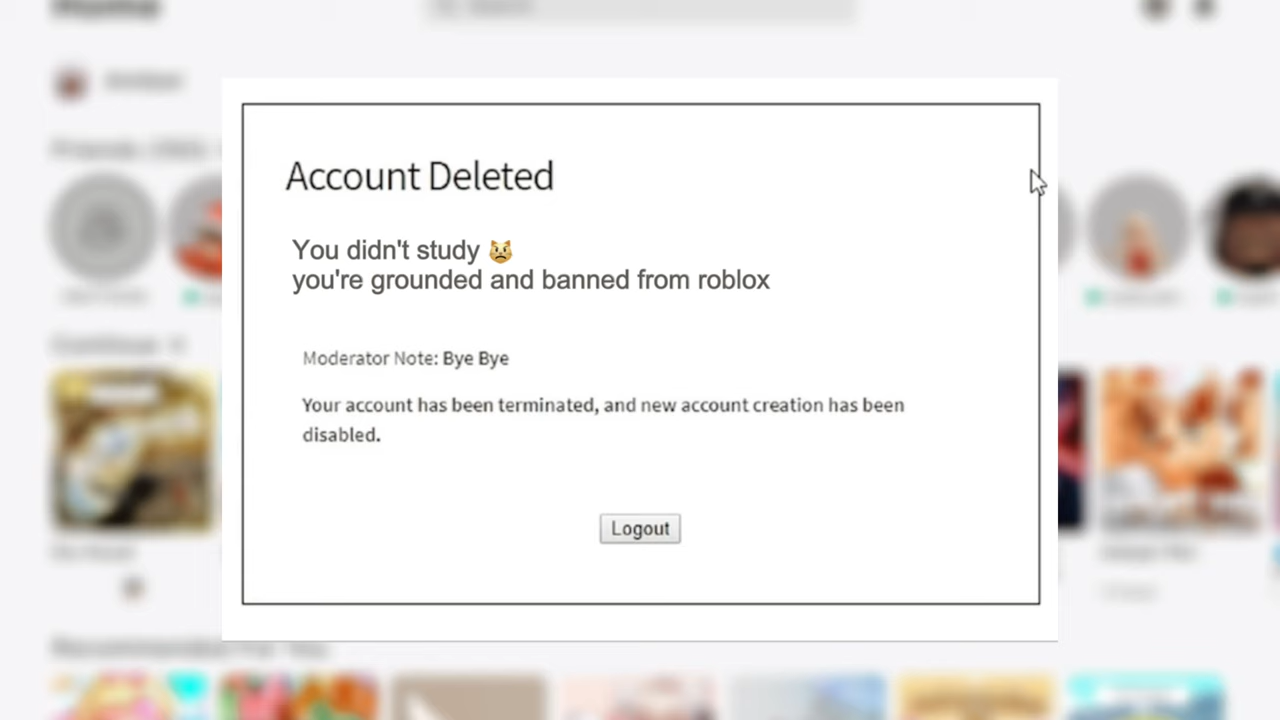 Account Deleted
You didn't study 😾
you're grounded and banned from roblox
Moderator Note: Bye Bye
Your account has been terminated, and new account creation has been
disabled.
Logout